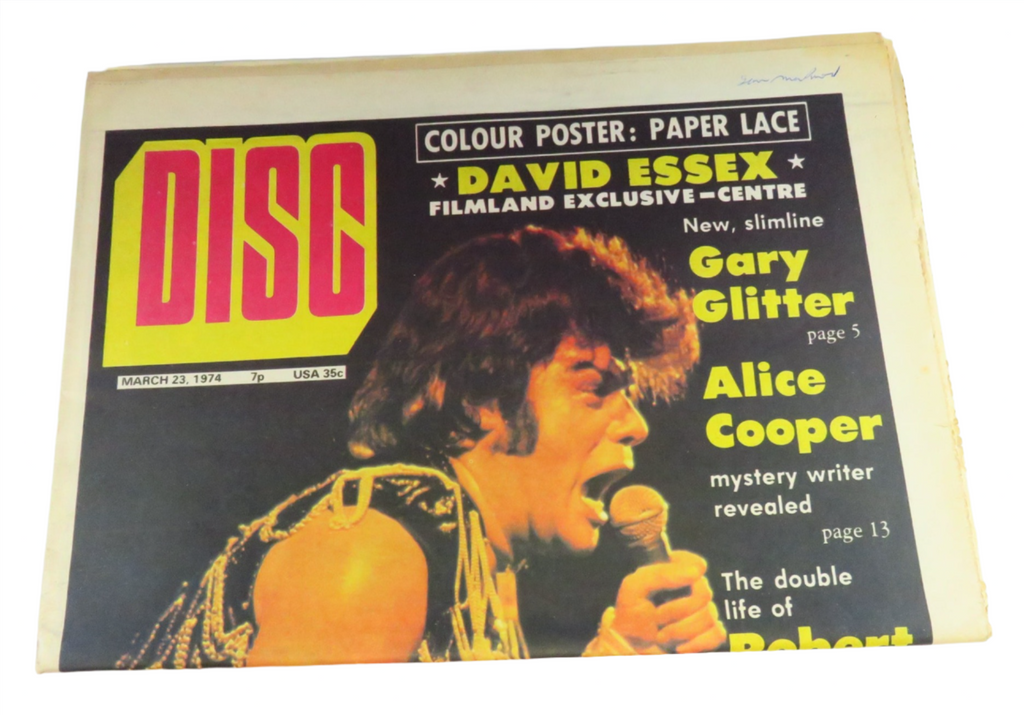 COLOUR POSTER: PAPER LACE
DISC
★ DAVID ESSEX ★
FILMLAND EXCLUSIVE–CENTRE
New, slimline
Gary
Glitter
page 5
MARCH 23, 1974 7p USA 35c
Alice
Cooper
mystery writer
revealed
page 13
The double
life of
Robert